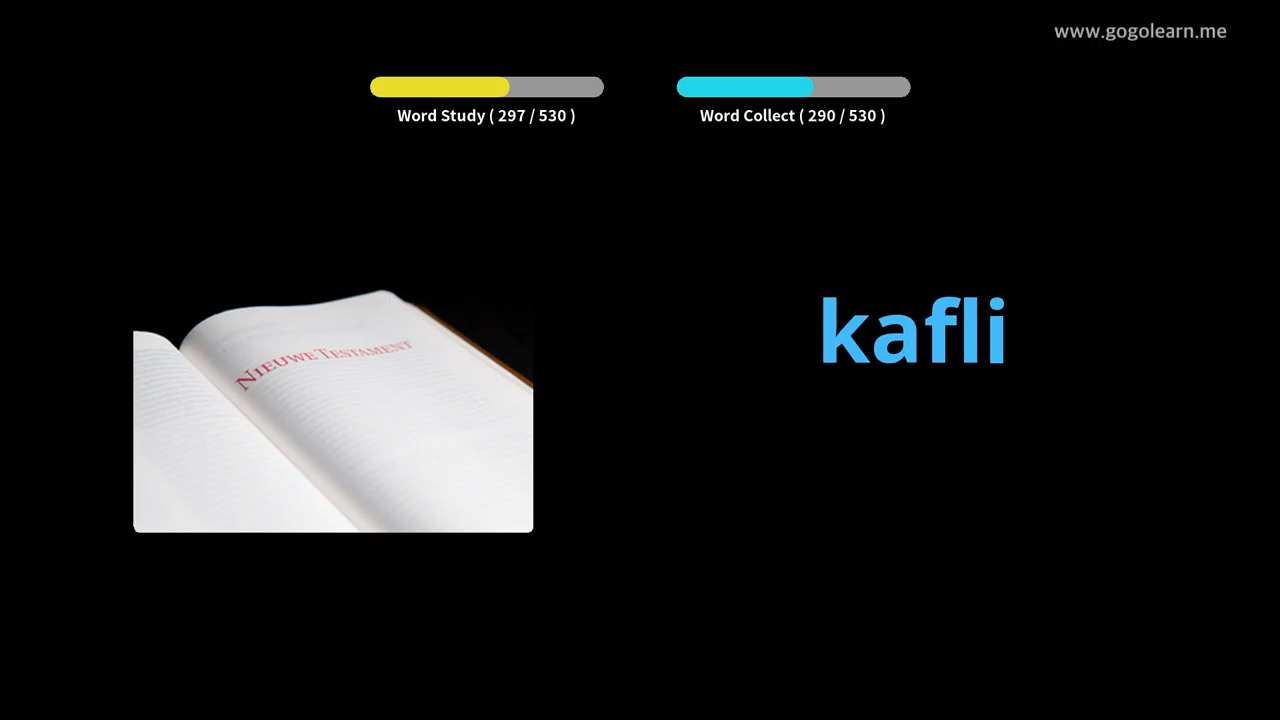 www.gogolearn.me
Word Study ( 297 / 530 )
Word Collect ( 290 / 530 )
NIEUWE TESTAMENT
kafli